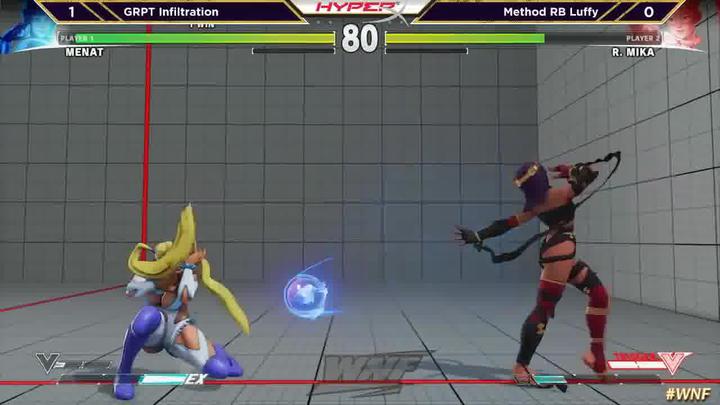 1 GRPT Infiltration HYPER Method RB Luffy 0
1 WIN
PLAYER 1 80 PLAYER 2
MENAT R. MIKA
#WNF
WNF
EX
#WNF